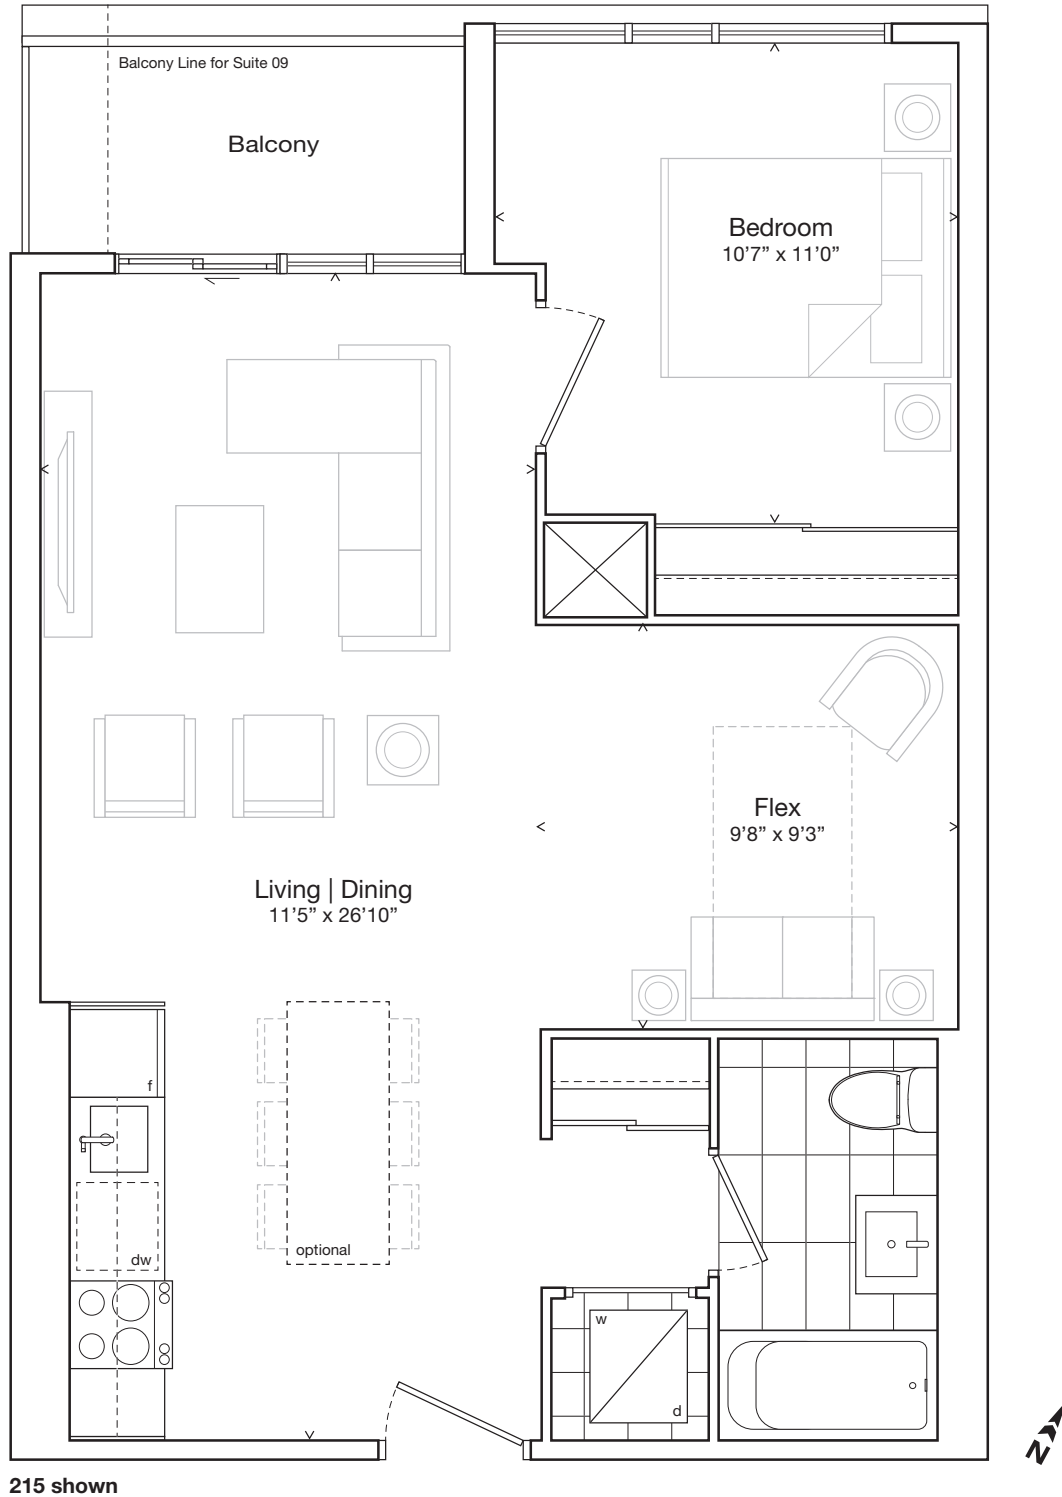 Balcony Line for Suite 09
Balcony
Bedroom
10’7” x 11’0”
Flex
9’8” x 9’3”
Living | Dining
11’5” x 26’10”
f
dw
optional
w
d
N
215 shown